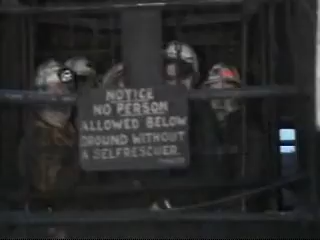 NOTICE
NO PERSON
ALLOWED BELOW
GROUND WITHOUT
A SELFRESCUER.